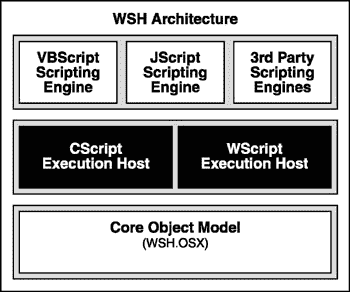 WSH Architecture
VBScript
Scripting
Engine
JScript
Scripting
Engine
3rd Party
Scripting
Engines
CScript
Execution Host
WScript
Execution Host
Core Object Model
(WSH.OSX)